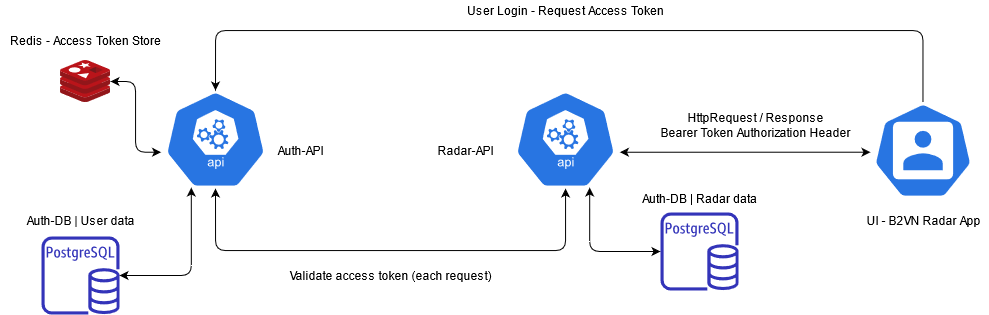 User Login - Request Access Token
Redis - Access Token Store
HttpRequest / Response
Bearer Token Authorization Header
api
Auth-API
Radar-API
api
Auth-DB | User data
PostgreSQL
Auth-DB | Radar data
PostgreSQL
UI - B2VN Radar App
Validate access token (each request)